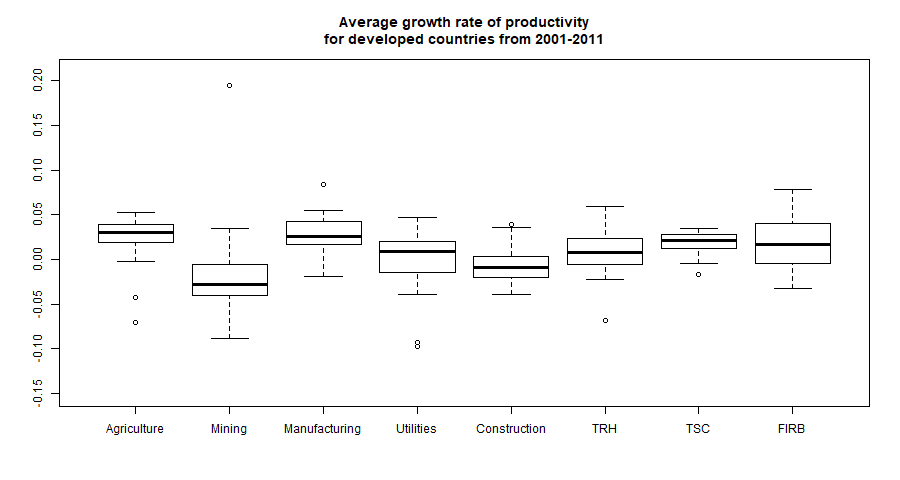 Average growth rate of productivity
for developed countries from 2001-2011
0.20
0.15
0.10
0.05
0.00
-0.05
-0.10
-0.15
Agriculture
Mining
Manufacturing
Utilities
Construction
TRH
TSC
FIRB